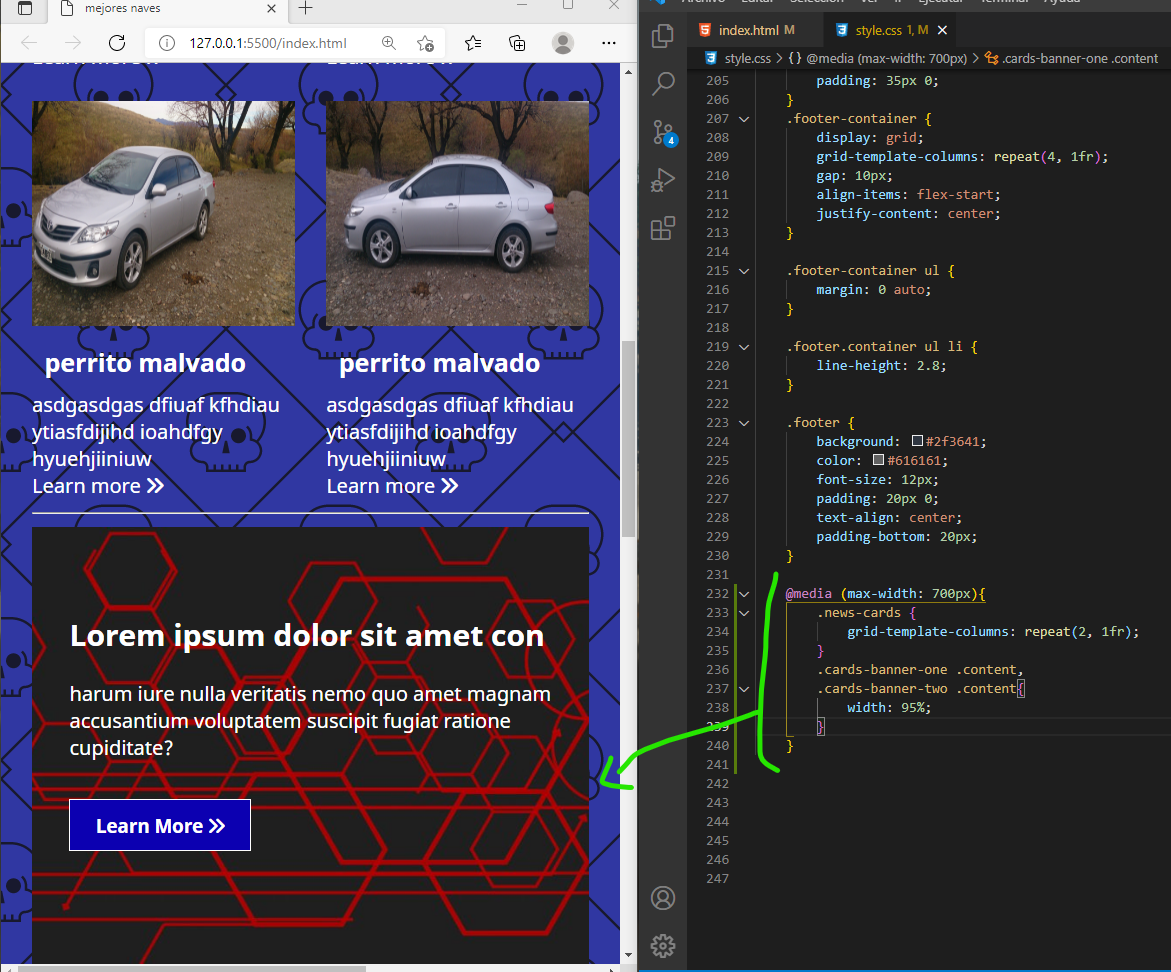 mejores naves
127.0.0.1:5500/index.html
perrito malvado
asdgasdgas dfiuaf kfhdiau
ytiasfdijihd ioahdfgy
hyuehjiiniuw
Learn more »
perrito malvado
asdgasdgas dfiuaf kfhdiau
ytiasfdijihd ioahdfgy
hyuehjiiniuw
Learn more »
Lorem ipsum dolor sit amet con
harum iure nulla veritatis nemo quo amet magnam
accusantium voluptatem suscipit fugiat ratione
cupiditate?
Learn More »
index.html M
style.css 1, M
style.css > {} @media (max-width: 700px) > .cards-banner-one .content
4
205 padding: 35px 0;
206 }
207 .footer-container {
208 display: grid;
209 grid-template-columns: repeat(4, 1fr);
210 gap: 10px;
211 align-items: flex-start;
212 justify-content: center;
213 }
214
215 .footer-container ul {
216 margin: 0 auto;
217 }
218
219 .footer.container ul li {
220 line-height: 2.8;
221 }
222
223 .footer {
224 background: #2f3641;
225 color: #616161;
226 font-size: 12px;
227 padding: 20px 0;
228 text-align: center;
229 padding-bottom: 20px;
230 }
231
232 @media (max-width: 700px){
233 .news-cards {
234 grid-template-columns: repeat(2, 1fr);
235 }
236 .cards-banner-one .content,
237 .cards-banner-two .content{
238 width: 95%;
239 }
240 }
241
242
243
244
245
246
247